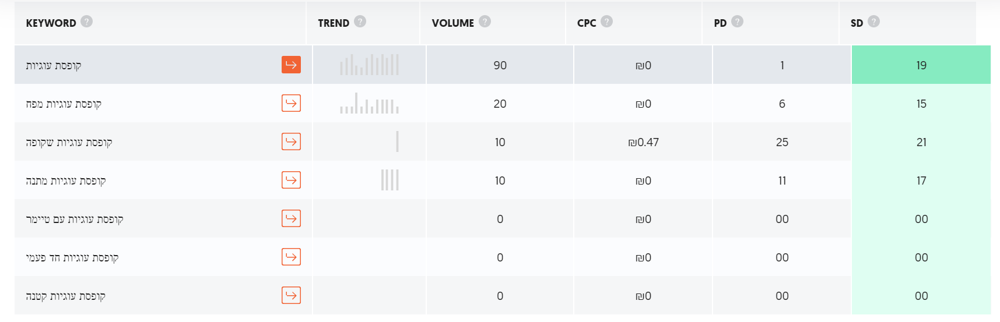 KEYWORD ? TREND ? VOLUME ? CPC ? PD ? SD ?
קופסת עוגיות 90 ₪0 1 19
קופסת עוגיות מפח 20 ₪0 6 15
קופסת עוגיות שקופה 10 ₪0.47 25 21
קופסת עוגיות מתנה 10 ₪0 11 17
קופסת עוגיות עם טיימר 0 ₪0 00 00
קופסת עוגיות חד פעמי 0 ₪0 00 00
קופסת עוגיות קטנה 0 ₪0 00 00